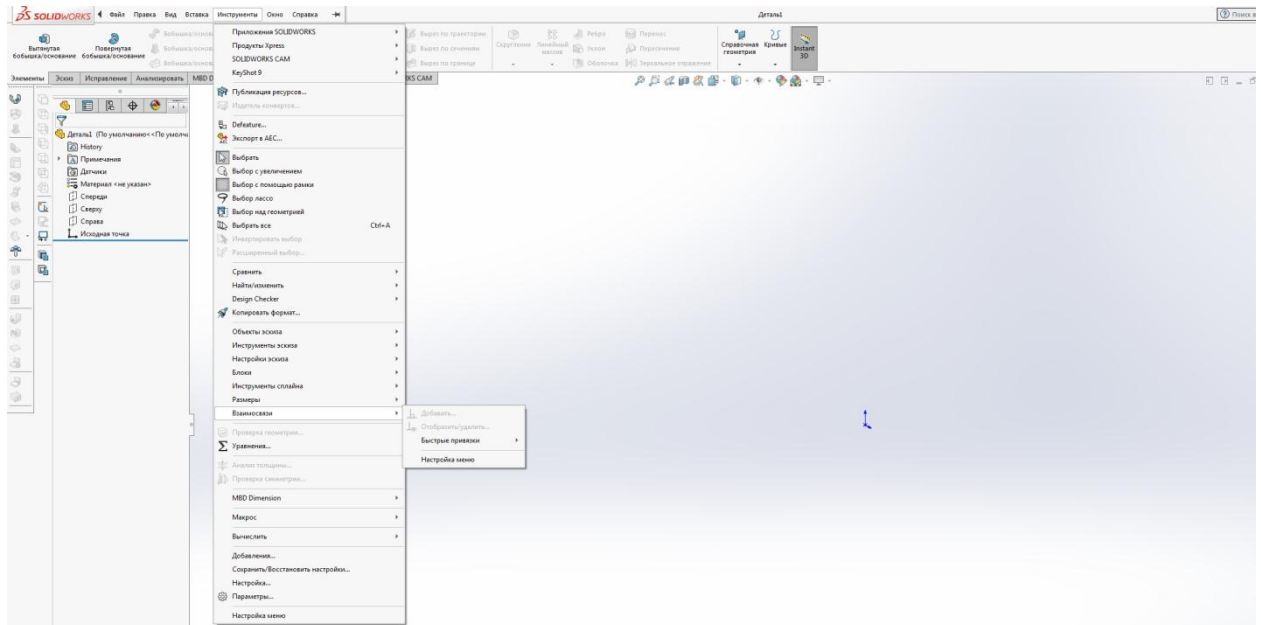 SOLIDWORKS Файл Правка Вид Вставка Инструменты Окно Справка Деталь1 Поиск в
Вытянутая бобышка/основание
Повернутая бобышка/основание
Вырез по траектории
Вырез по сечениям
Вырез по границе
Скругление
Линейный массив
Ребро
Уклон
Оболочка
Перенос
Пересечение
Зеркальное отражение
Справочная геометрия
Кривые
Instant 3D
Элементы Эскиз Исправление Анализировать MBD D
KS CAM
Деталь1 (По умолчанию<<По умолч
History
Примечания
Датчики
Материал <не указан>
Спереди
Сверху
Справа
Исходная точка
Приложения SOLIDWORKS
Продукты Xpress
SOLIDWORKS CAM
KeyShot 9
Публикация ресурсов...
Издатель конвертов...
Defeature...
Экспорт в AEC...
Выбрать
Выбор с увеличением
Выбор с помощью рамки
Выбор лассо
Выбор над геометрией
Выбрать все Ctrl+A
Инвертировать выбор
Расширенный выбор...
Сравнить
Найти/изменить
Design Checker
Копировать формат...
Объекты эскиза
Инструменты эскиза
Настройки эскиза
Блоки
Инструменты сплайна
Размеры
Взаимосвязи
Проверка геометрии...
Уравнения...
Анализ толщины...
Проверка симметрии...
MBD Dimension
Макрос
Вычислить
Добавления...
Сохранить/Восстановить настройки...
Настройка...
Параметры...
Настройка меню
Добавить...
Отобразить/удалить...
Быстрые привязки
Настройка меню